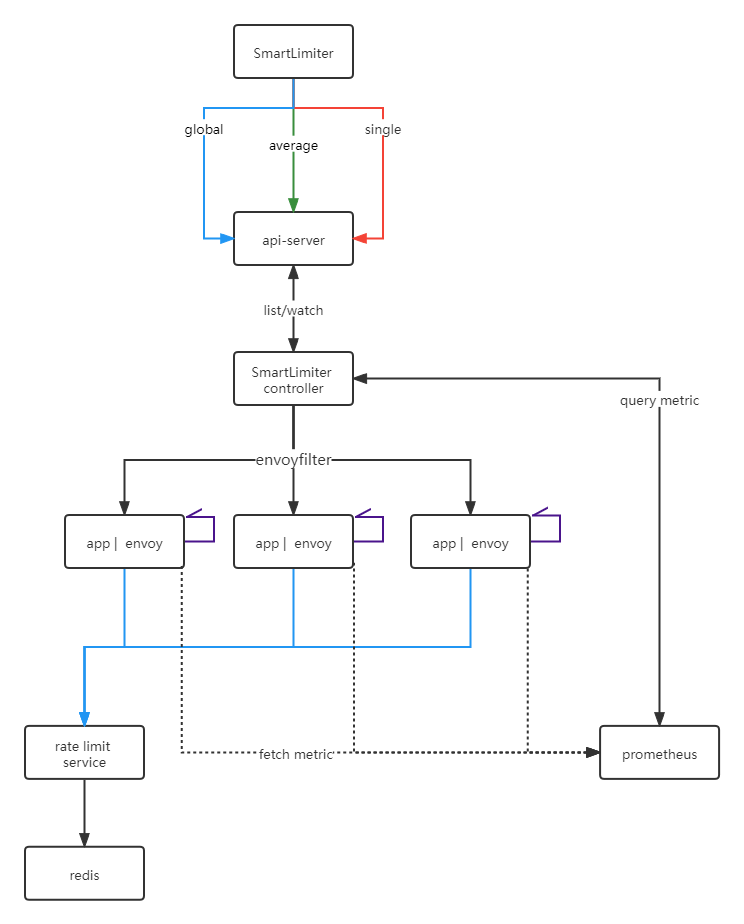 SmartLimiter
global
average
single
api-server
list/watch
SmartLimiter
controller
query metric
envoyfilter
app | envoy
app | envoy
app | envoy
rate limit
service
fetch metric
prometheus
redis